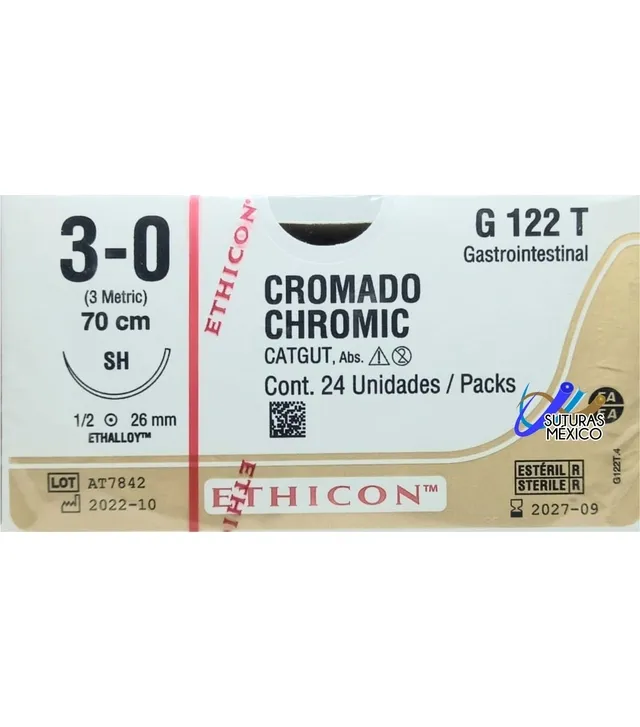 3-0
(3 Metric)
70 cm
SH
1/2 26 mm
ETHALLOY™
ETHICON
G 122 T
Gastrointestinal
CROMADO
CHROMIC
CATGUT, Abs.
Cont. 24 Unidades / Packs
SUTURAS
MÉXICO
G122T.4
LOT AT7842
2022-10
ETHICON
ETHICON™
ESTÉRIL R
STERILE R
2027-09